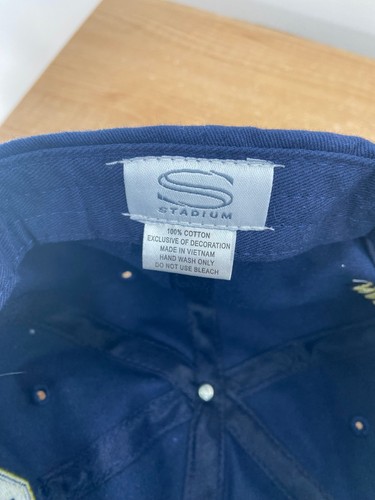 S
STADIUM
100% COTTON
EXCLUSIVE OF DECORATION
MADE IN VIETNAM
HAND WASH ONLY
DO NOT USE BLEACH